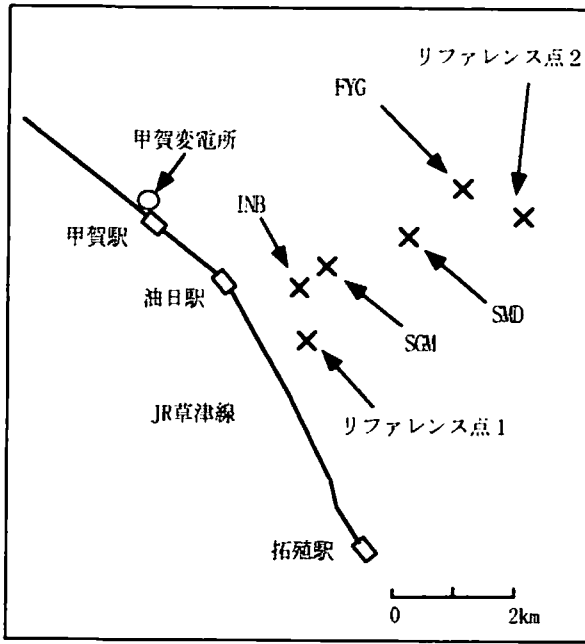 リファレンス点2
FYG
甲賀変電所
INB
甲賀駅
油日駅
SMD
SGM
JR草津線
リファレンス点1
拓殖駅
0 2km